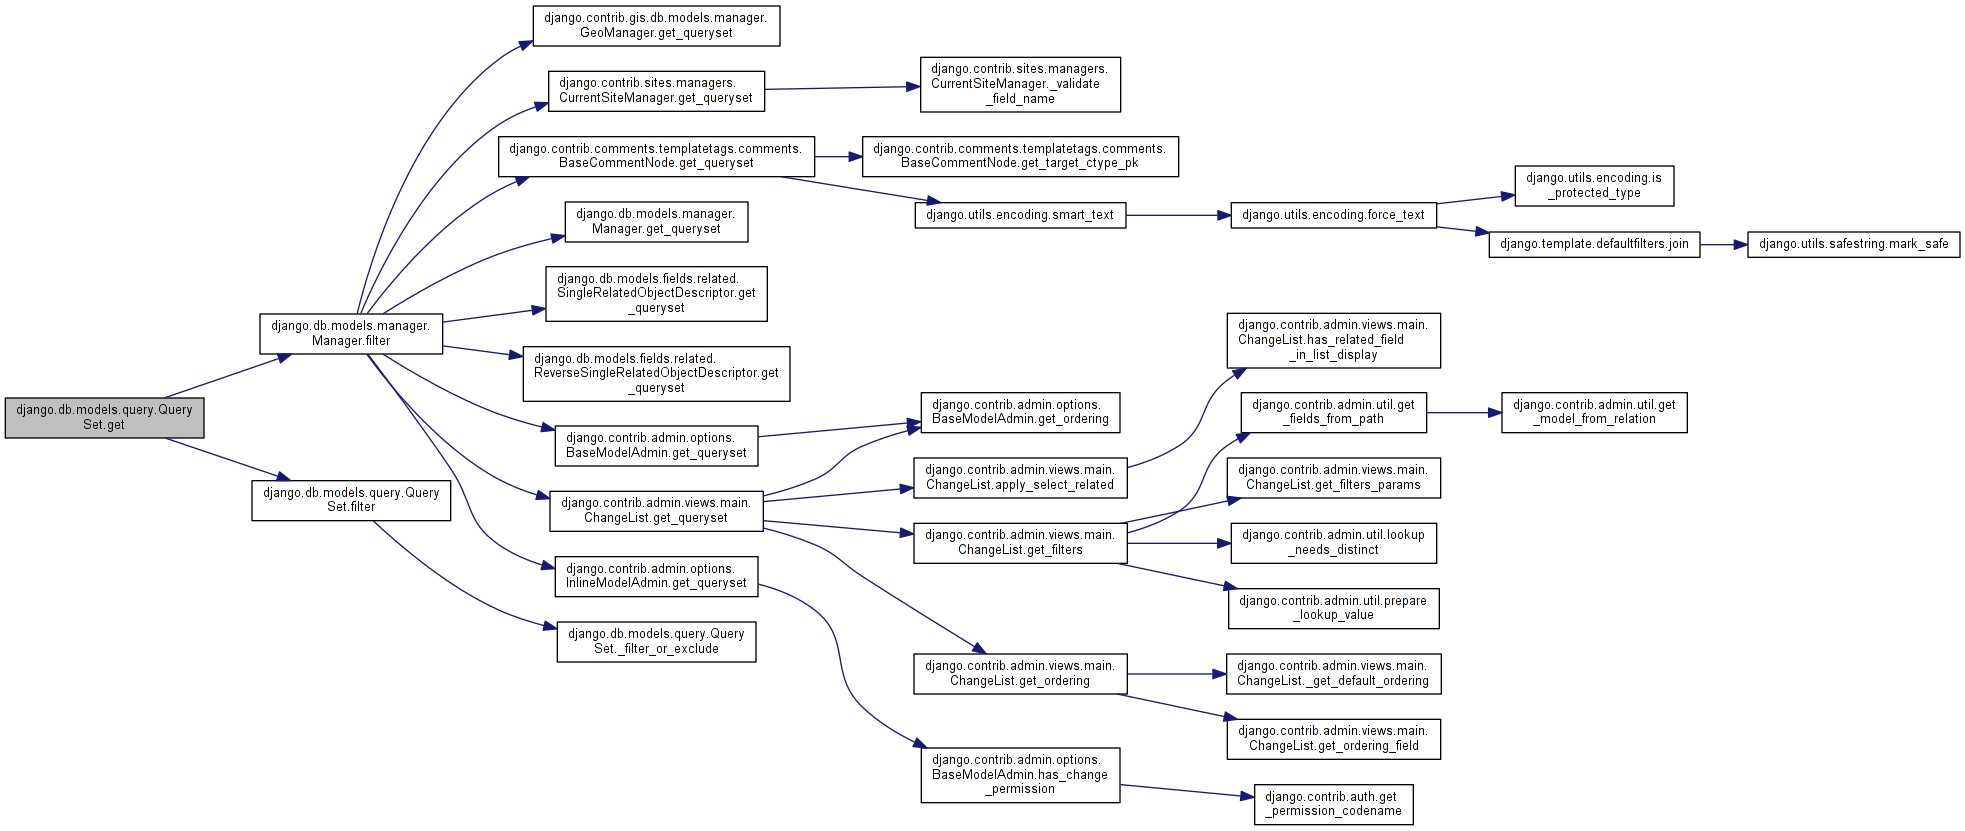 django.contrib.gis.db.models.manager.
GeoManager.get_queryset
django.contrib.sites.managers.
CurrentSiteManager.get_queryset
django.contrib.sites.managers.
CurrentSiteManager._validate
_field_name
django.contrib.comments.templatetags.comments.
BaseCommentNode.get_queryset
django.contrib.comments.templatetags.comments.
BaseCommentNode.get_target_ctype_pk
django.utils.encoding.is
_protected_type
django.db.models.manager.
Manager.get_queryset
django.utils.encoding.smart_text
django.utils.encoding.force_text
django.template.defaultfilters.join
django.utils.safestring.mark_safe
django.db.models.fields.related.
SingleRelatedObjectDescriptor.get
_queryset
django.db.models.manager.
Manager.filter
django.contrib.admin.views.main.
ChangeList.has_related_field
_in_list_display
django.db.models.fields.related.
ReverseSingleRelatedObjectDescriptor.get
_queryset
django.db.models.query.Query
Set.get
django.contrib.admin.options.
BaseModelAdmin.get_ordering
django.contrib.admin.util.get
_fields_from_path
django.contrib.admin.util.get
_model_from_relation
django.contrib.admin.options.
BaseModelAdmin.get_queryset
django.contrib.admin.views.main.
ChangeList.apply_select_related
django.contrib.admin.views.main.
ChangeList.get_filters_params
django.db.models.query.Query
Set.filter
django.contrib.admin.views.main.
ChangeList.get_queryset
django.contrib.admin.views.main.
ChangeList.get_filters
django.contrib.admin.util.lookup
_needs_distinct
django.contrib.admin.options.
InlineModelAdmin.get_queryset
django.contrib.admin.util.prepare
_lookup_value
django.db.models.query.Query
Set._filter_or_exclude
django.contrib.admin.views.main.
ChangeList.get_ordering
django.contrib.admin.views.main.
ChangeList._get_default_ordering
django.contrib.admin.views.main.
ChangeList.get_ordering_field
django.contrib.admin.options.
BaseModelAdmin.has_change
_permission
django.contrib.auth.get
_permission_codename